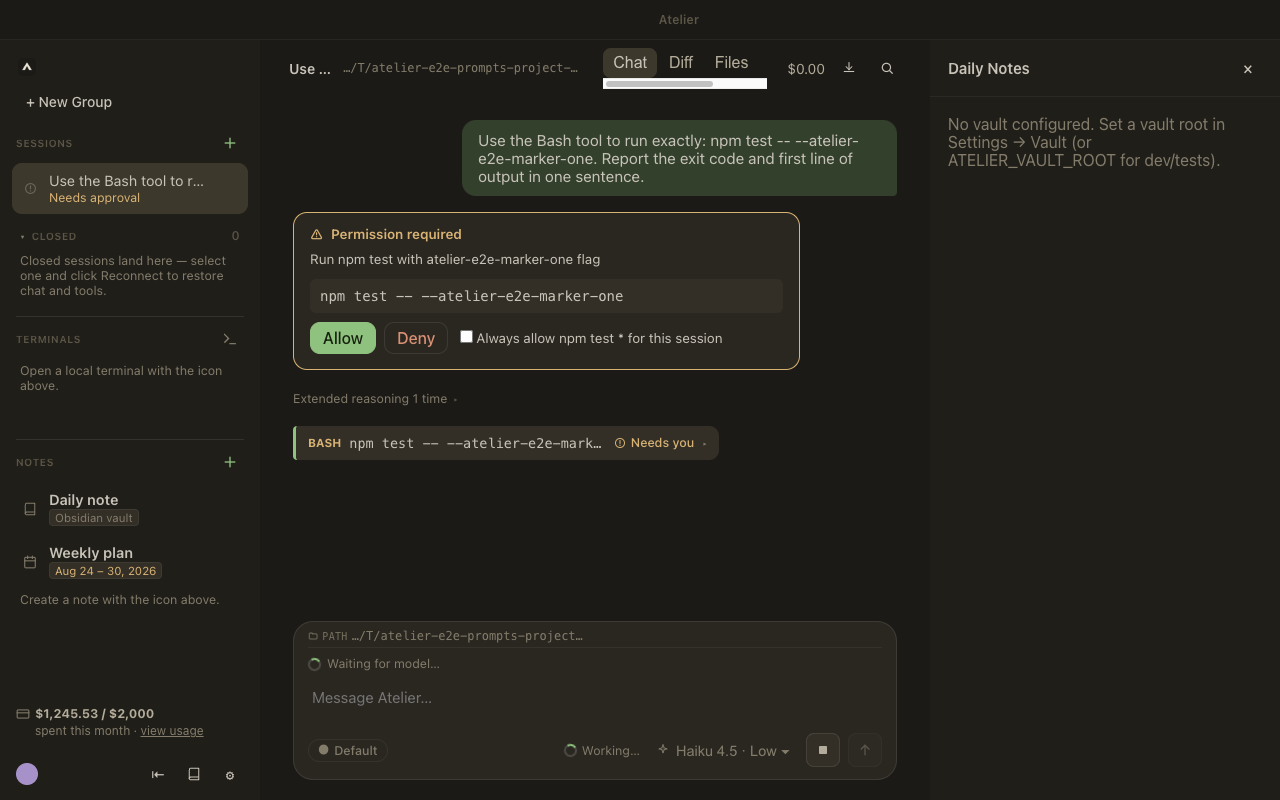 Atelier
+ New Group
SESSIONS
Use the Bash tool to r...
Needs approval
CLOSED
0
Closed sessions land here — select
one and click Reconnect to restore
chat and tools.
TERMINALS
Open a local terminal with the icon
above.
NOTES
Daily note
Obsidian vault
Weekly plan
Aug 24 – 30, 2026
Create a note with the icon above.
$1,245.53 / $2,000
spent this month · view usage
Use ...
…/T/atelier-e2e-prompts-project-…
Chat
Diff
Files
$0.00
Use the Bash tool to run exactly: npm test -- --atelier-
e2e-marker-one. Report the exit code and first line of
output in one sentence.
Permission required
Run npm test with atelier-e2e-marker-one flag
npm test -- --atelier-e2e-marker-one
Allow
Deny
Always allow npm test * for this session
Extended reasoning 1 time
BASH npm test -- --atelier-e2e-mark… Needs you
PATH …/T/atelier-e2e-prompts-project…
Waiting for model...
Message Atelier...
Default
Working...
Haiku 4.5 · Low
Daily Notes
No vault configured. Set a vault root in
Settings → Vault (or
ATELIER_VAULT_ROOT for dev/tests).